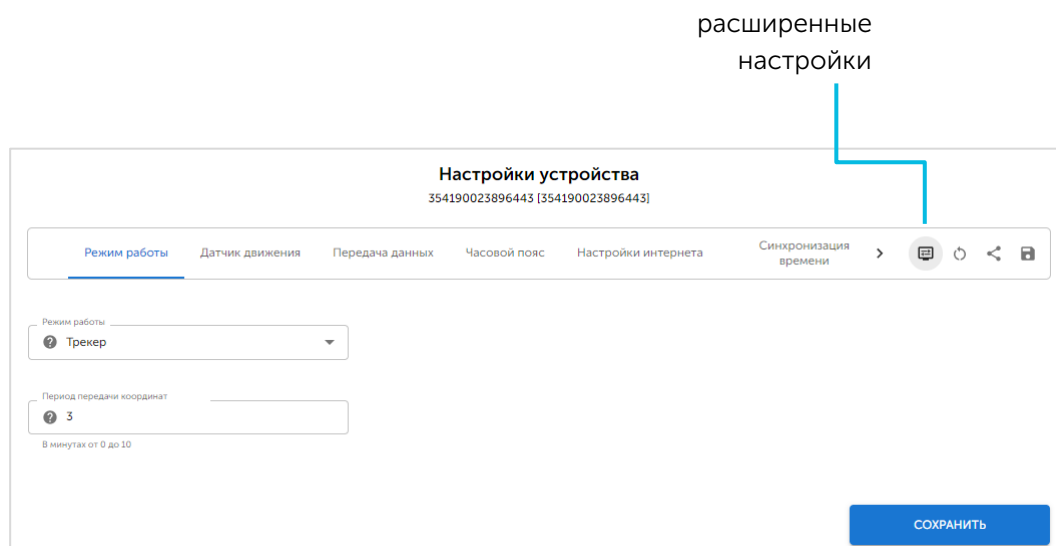 расширенные
настройки
Настройки устройства
354190023896443 [354190023896443]
Режим работы
Датчик движения
Передача данных
Часовой пояс
Настройки интернета
Синхронизация
времени
Режим работы
Трекер
Период передачи координат
3
В минутах от 0 до 10
СОХРАНИТЬ